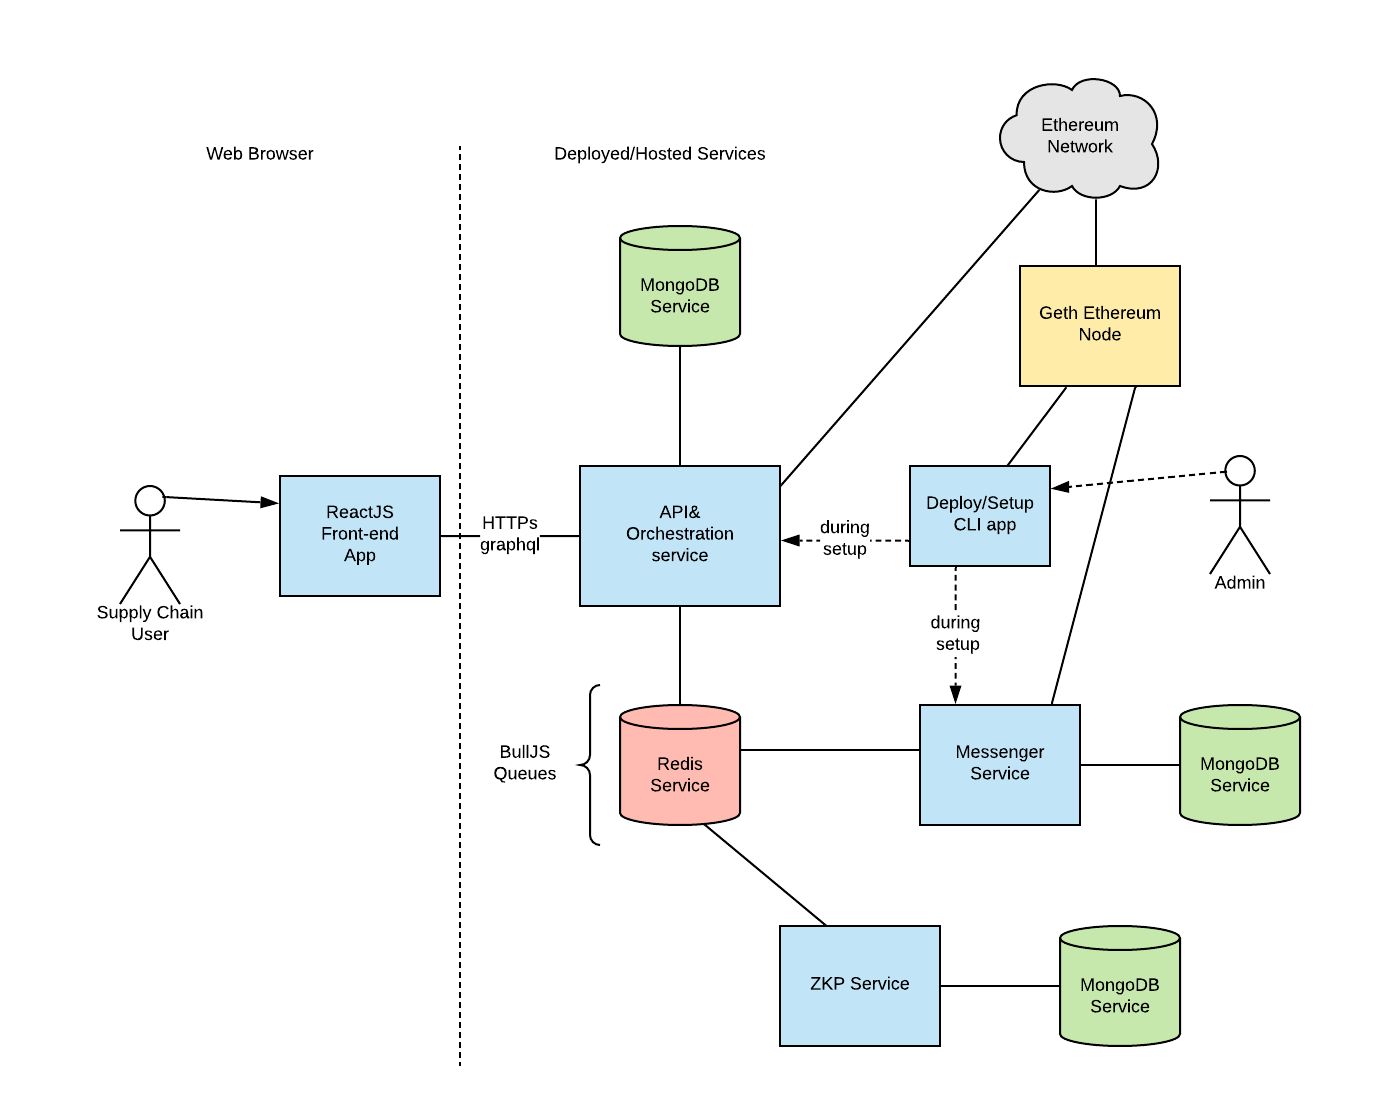 Ethereum
Network
Web Browser
Deployed/Hosted Services
MongoDB
Service
Geth Ethereum
Node
ReactJS
Front-end
App
HTTPs
graphql
API&
Orchestration
service
during
setup
Deploy/Setup
CLI app
Admin
Supply Chain
User
during
setup
BullJS
Queues
Redis
Service
Messenger
Service
MongoDB
Service
ZKP Service
MongoDB
Service